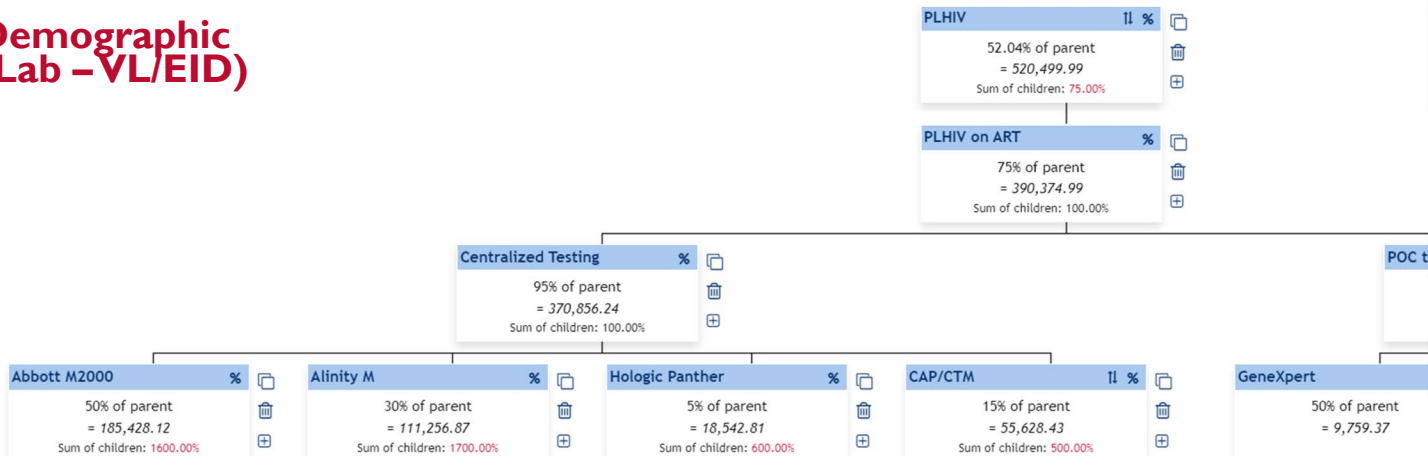 Demographic
Lab – VL/EID)
PLHIV %
52.04% of parent
= 520,499.99
Sum of children: 75.00%
PLHIV on ART %
75% of parent
= 390,374.99
Sum of children: 100.00%
Centralized Testing %
95% of parent
= 370,856.24
Sum of children: 100.00%
POC t
Abbott M2000 %
50% of parent
= 185,428.12
Sum of children: 1600.00%
Alinity M %
30% of parent
= 111,256.87
Sum of children: 1700.00%
Hologic Panther %
5% of parent
= 18,542.81
Sum of children: 600.00%
CAP/CTM %
15% of parent
= 55,628.43
Sum of children: 500.00%
GeneXpert
50% of parent
= 9,759.37